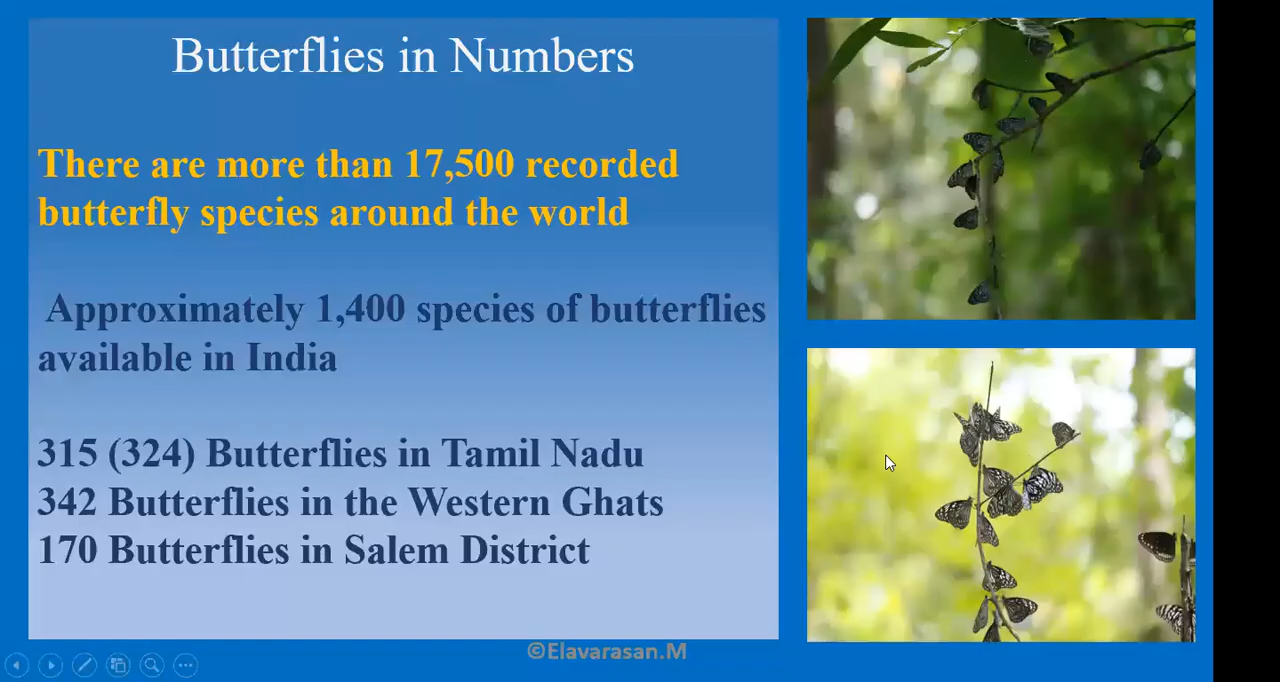 Butterflies in Numbers
There are more than 17,500 recorded
butterfly species around the world
Approximately 1,400 species of butterflies
available in India
315 (324) Butterflies in Tamil Nadu
342 Butterflies in the Western Ghats
170 Butterflies in Salem District
©Elavarasan.M